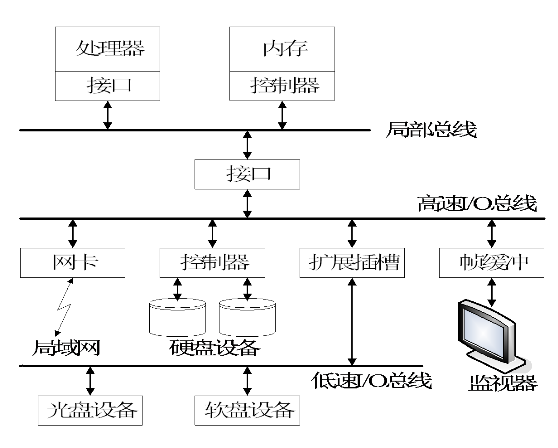 处理器
内存
接口
控制器
局部总线
接口
高速I/O总线
网卡
控制器
扩展插槽
帧缓冲
局域网
硬盘设备
监视器
低速I/O总线
光盘设备
软盘设备